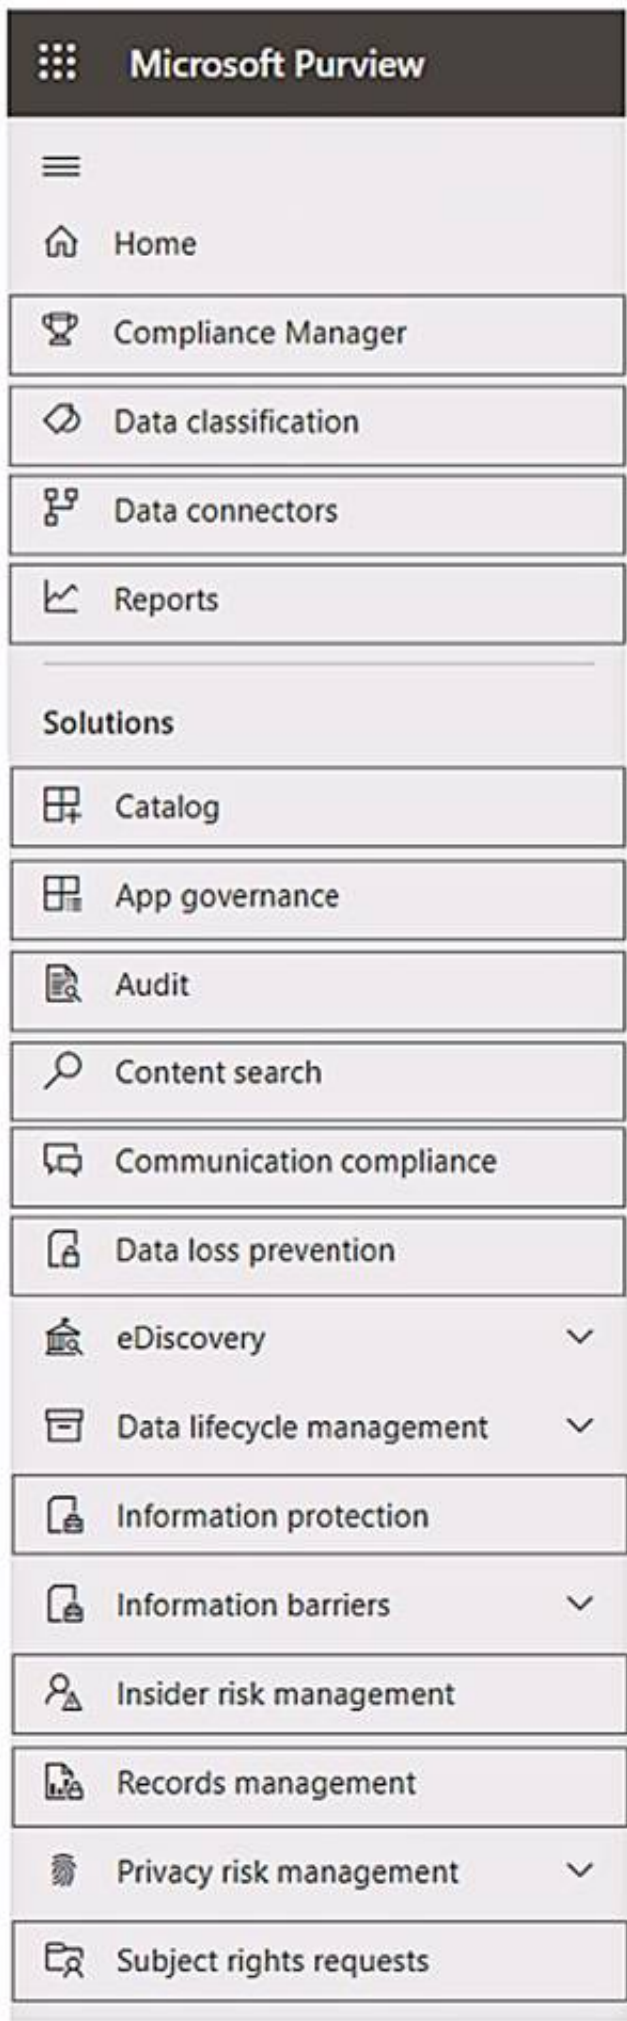 Microsoft Purview
Home
Compliance Manager
Data classification
Data connectors
Reports
Solutions
Catalog
App governance
Audit
Content search
Communication compliance
Data loss prevention
eDiscovery
Data lifecycle management
Information protection
Information barriers
Insider risk management
Records management
Privacy risk management
Subject rights requests